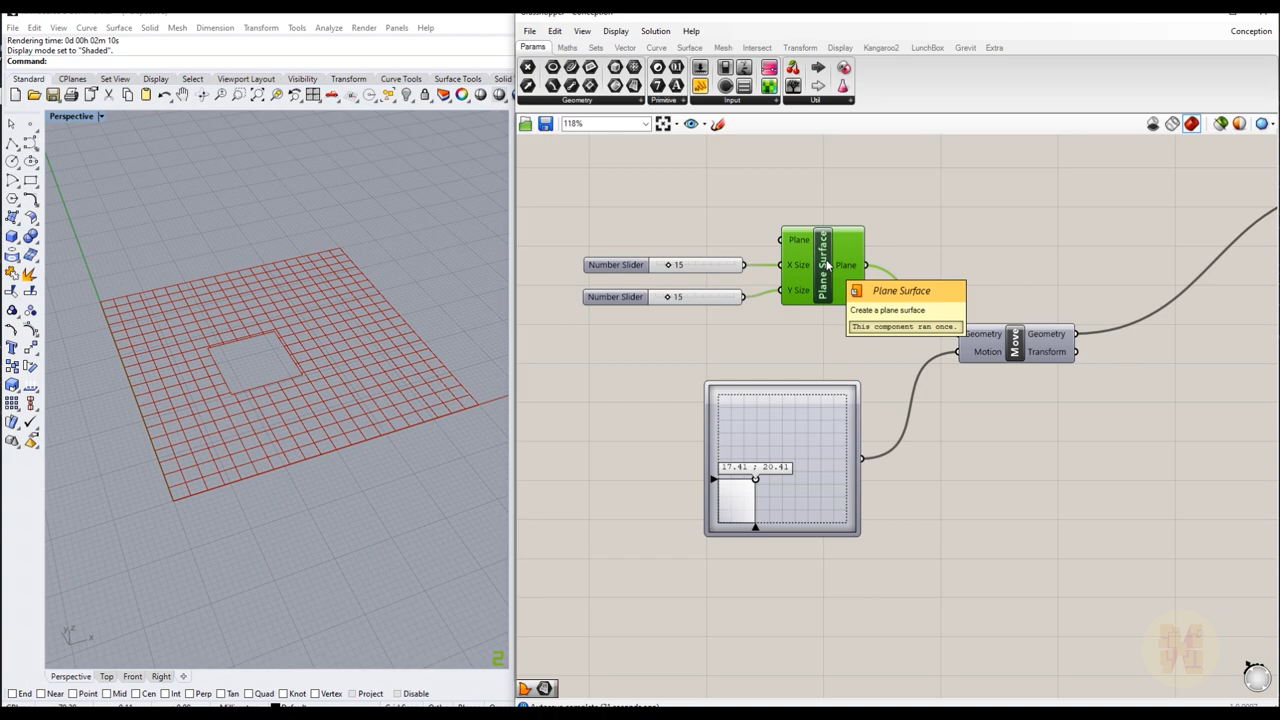 File Edit View Curve Surface Solid Mesh Dimension Transform Tools Analyze Render Panels Help
Rendering time: 0d 00h 02m 10s
Display mode set to "Shaded".
Command:
Standard CPlanes Set View Display Select Viewport Layout Visibility Transform Curve Tools Surface Tools Solid
Perspective
z
y
x
2
Perspective Top Front Right
End Near Point Mid Cen Int Perp Tan Quad Knot Vertex Project Disable
File Edit View Display Solution Help
Conception
Params Maths Sets Vector Curve Surface Mesh Intersect Transform Display Kangaroo2 LunchBox Grevit Extra
Geometry Primitive Input Util
118%
Number Slider 15
Number Slider 15
Plane
X Size
Y Size
Plane Surface
Plane
Plane Surface
Create a plane surface
This component ran once.
Geometry
Motion
Move
Geometry
Transform
17.41 ; 20.41